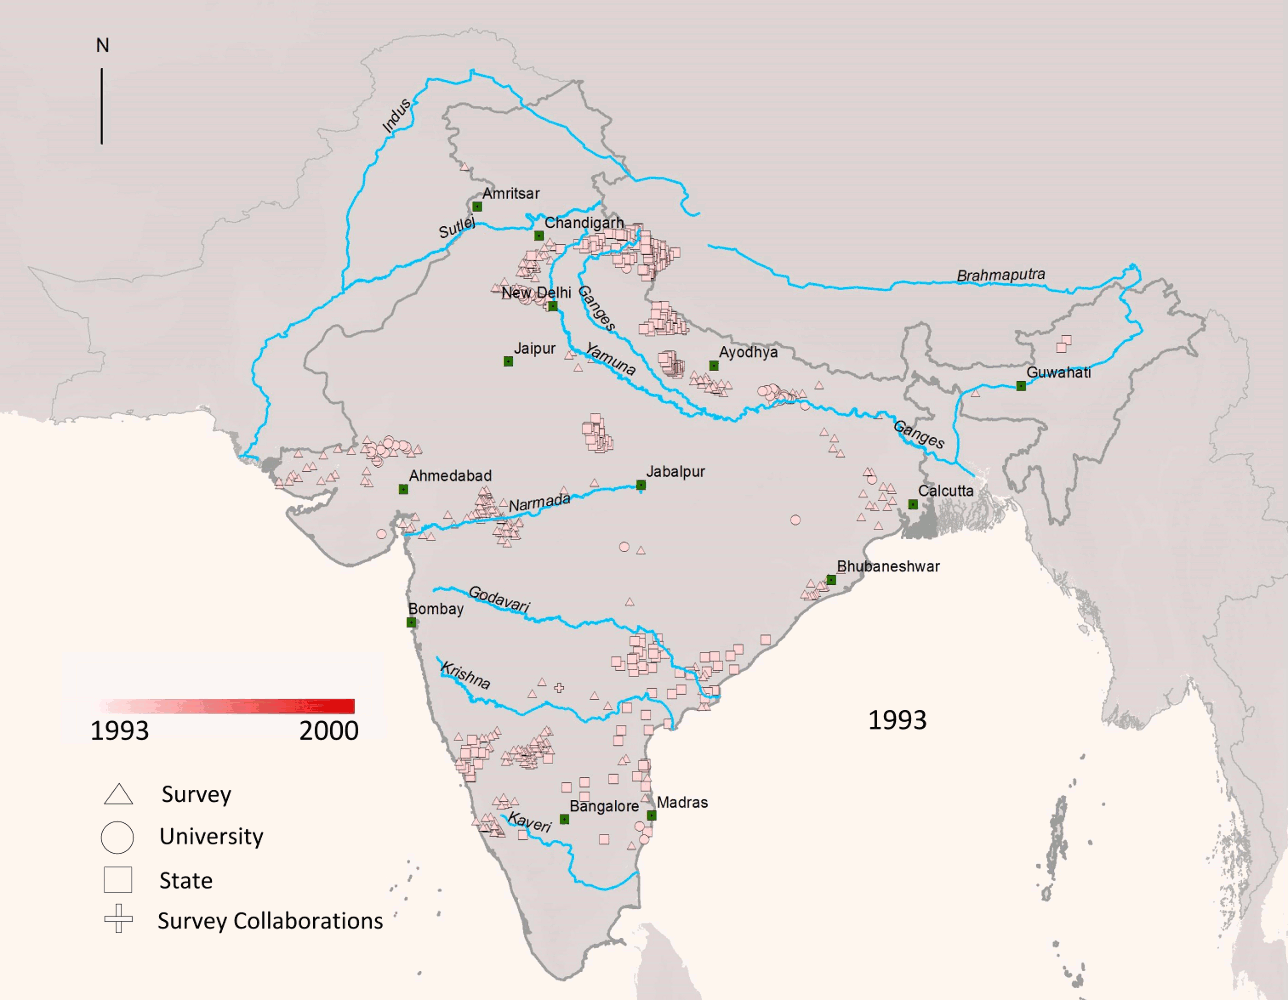 N
Indus
Amritsar
Sutlej
Chandigarh
Brahmaputra
New Delhi
Ganges
Jaipur
Yamuna
Ayodhya
Guwahati
Ganges
Ahmedabad
Jabalpur
Narmada
Calcutta
Bhubaneshwar
Godavari
Bombay
Krishna
1993
2000
1993
Survey
Bangalore
Madras
Kaveri
University
State
Survey Collaborations